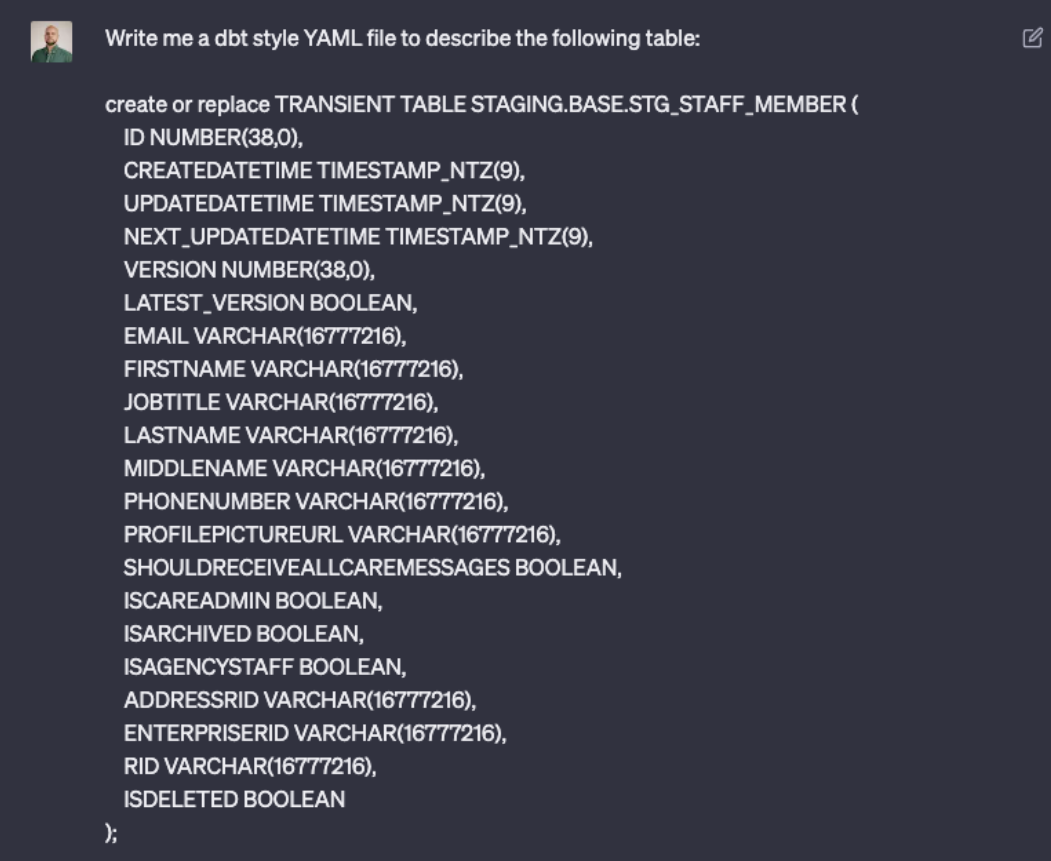 Write me a dbt style YAML file to describe the following table:
create or replace TRANSIENT TABLE STAGING.BASE.STG_STAFF_MEMBER (
ID NUMBER(38,0),
CREATEDATETIME TIMESTAMP_NTZ(9),
UPDATEDATETIME TIMESTAMP_NTZ(9),
NEXT_UPDATEDATETIME TIMESTAMP_NTZ(9),
VERSION NUMBER(38,0),
LATEST_VERSION BOOLEAN,
EMAIL VARCHAR(16777216),
FIRSTNAME VARCHAR(16777216),
JOBTITLE VARCHAR(16777216),
LASTNAME VARCHAR(16777216),
MIDDLENAME VARCHAR(16777216),
PHONENUMBER VARCHAR(16777216),
PROFILEPICTUREURL VARCHAR(16777216),
SHOULDRECEIVEALLCAREMESSAGES BOOLEAN,
ISCAREADMIN BOOLEAN,
ISARCHIVED BOOLEAN,
ISAGENCYSTAFF BOOLEAN,
ADDRESSRID VARCHAR(16777216),
ENTERPRISERID VARCHAR(16777216),
RID VARCHAR(16777216),
ISDELETED BOOLEAN
);